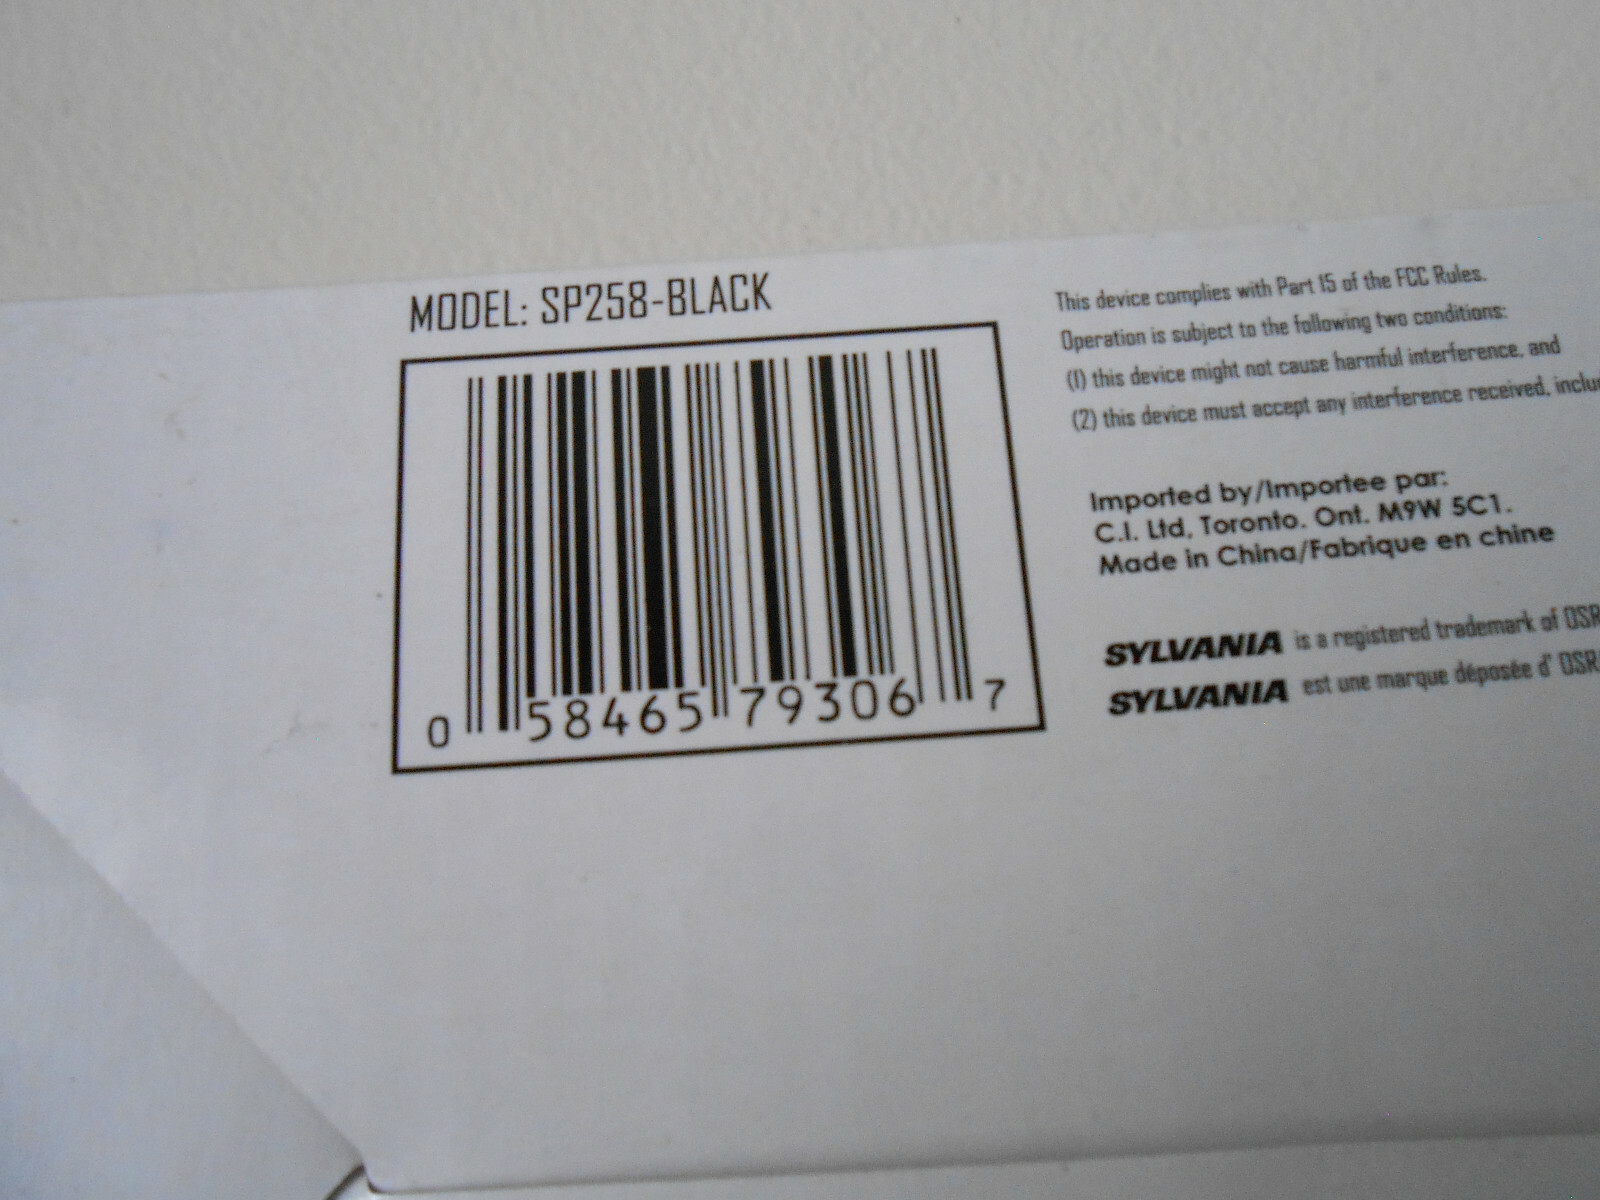 MODEL: SP258-BLACK
0 58465 79306 7
This device complies with Part 15 of the FCC Rules.
Operation is subject to the following two conditions:
(1) this device might not cause harmful interference, and
(2) this device must accept any interference received, inclu
Imported by/Importee par:
C.I. Ltd, Toronto. Ont. M9W 5C1.
Made in China/Fabrique en chine
SYLVANIA is a registered trademark of OSR
SYLVANIA est une marque déposée d' OSR